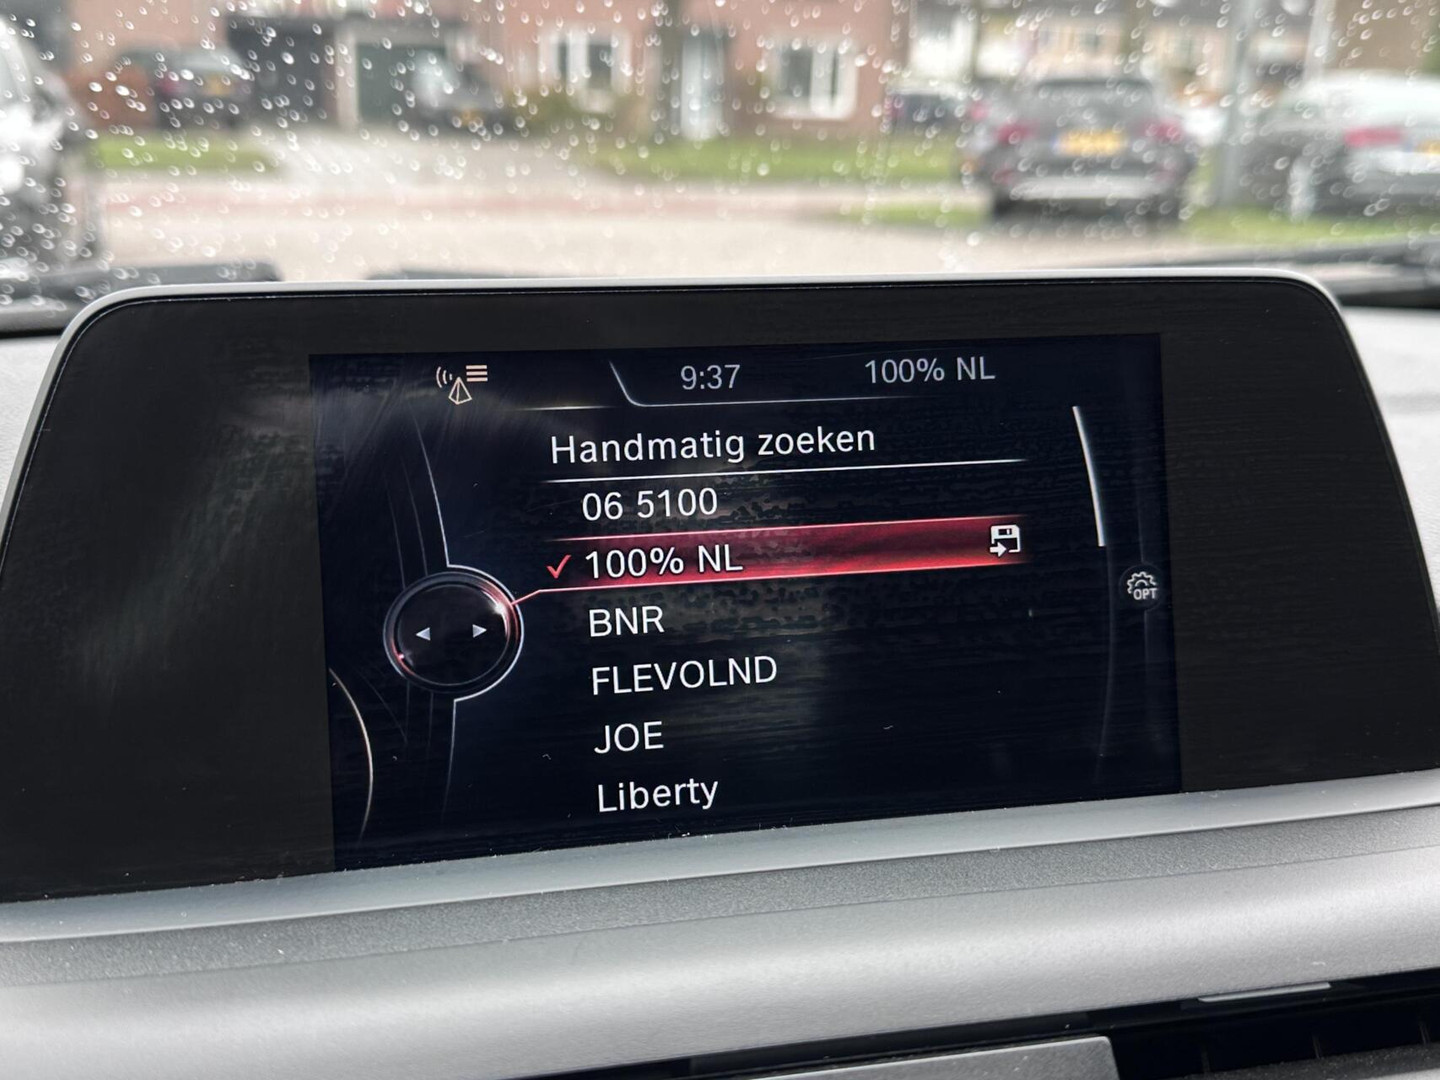 9:37 100% NL
Handmatig zoeken
06 5100
100% NL
BNR
FLEVOLND
JOE
Liberty
OPT